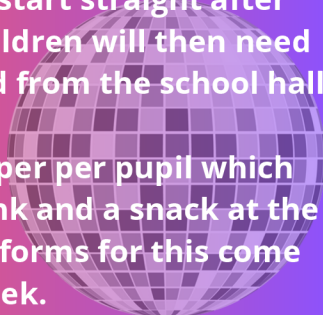 start straight after
ldren will then need
d from the school hall
per per pupil which
nk and a snack at the
forms for this come
ek.